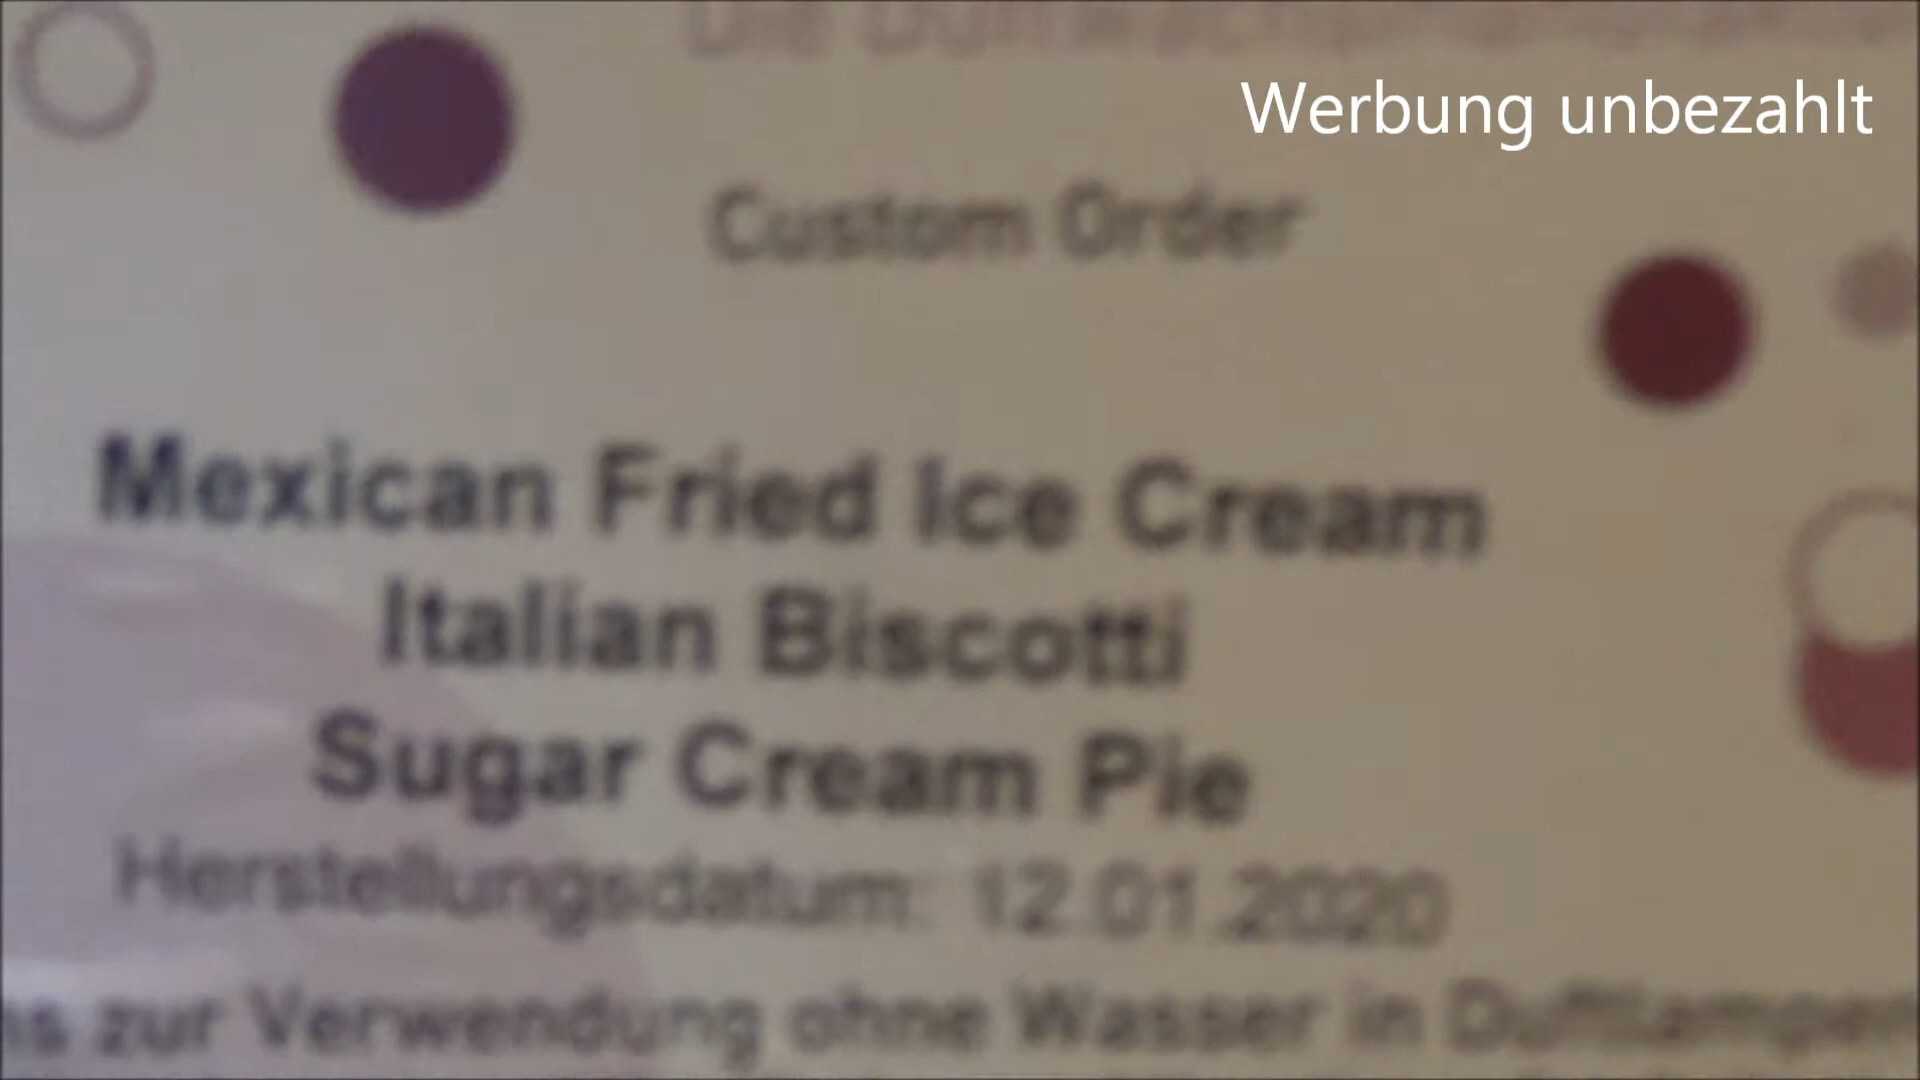 Werbung unbezahlt
Custom Order
Mexican Fried Ice Cream
Italian Biscotti
Sugar Cream Pie
Herstellungsdatum: 12.01.2020
zur Verwendung ohne Wasser in Duftlampen